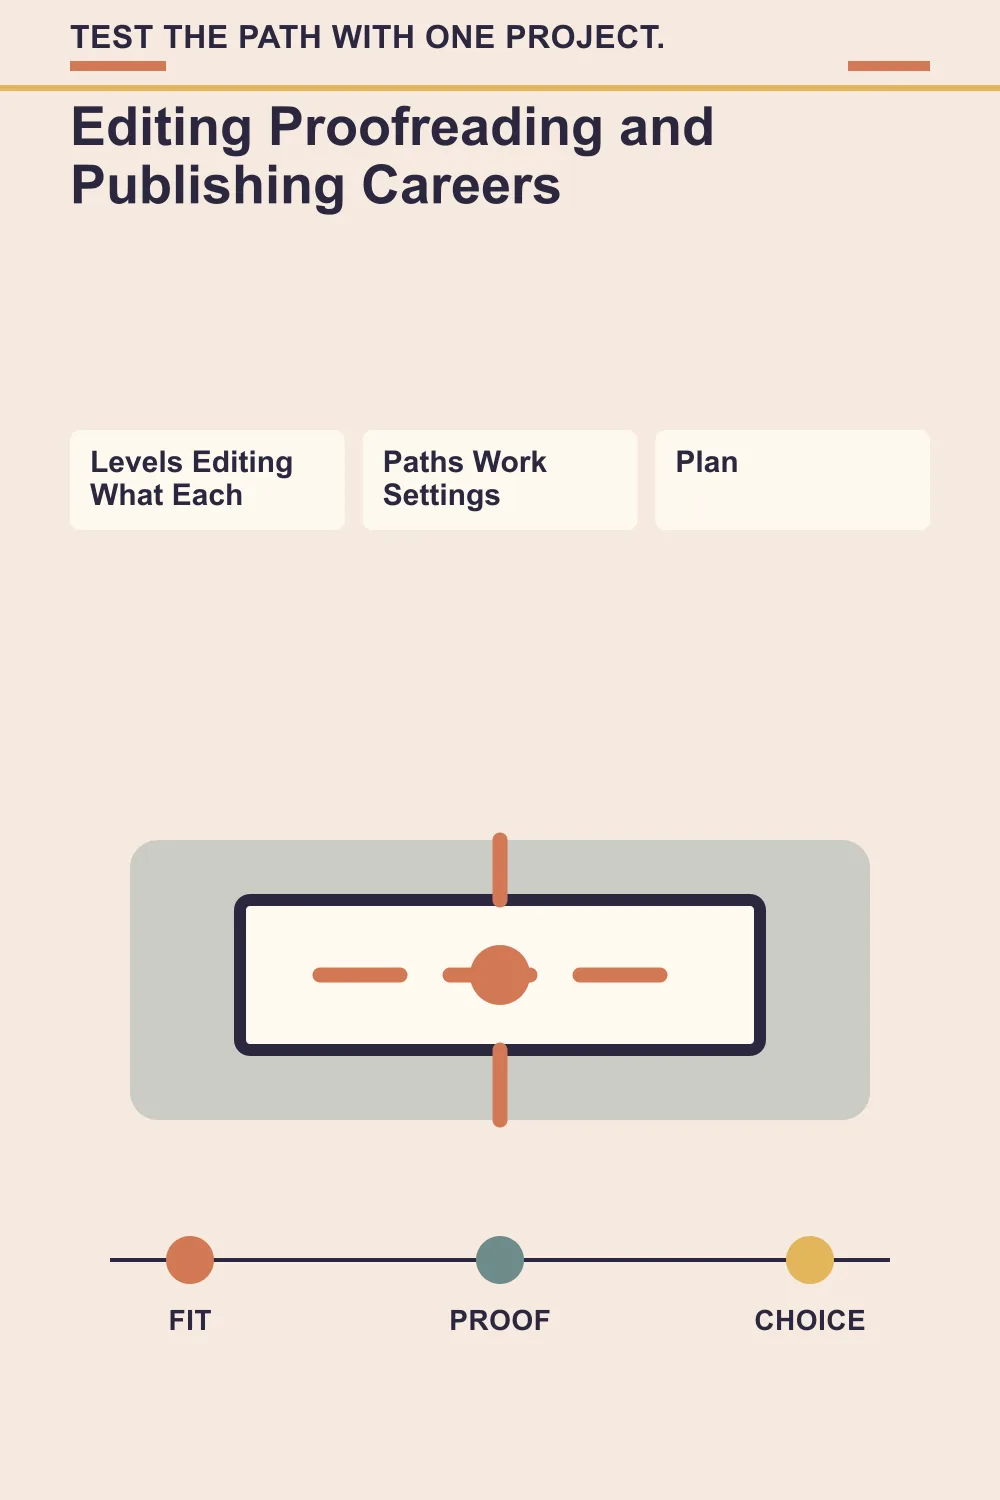 TEST THE PATH WITH ONE PROJECT.
Editing Proofreading and
Publishing Careers
Levels Editing
What Each
Paths Work
Settings
Plan
FIT
PROOF
CHOICE